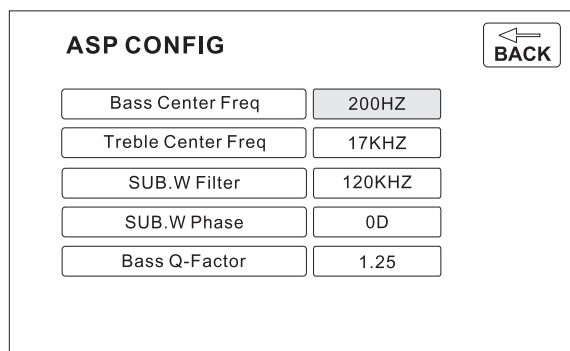 ASP CONFIG
BACK
Bass Center Freq 200HZ
Treble Center Freq 17KHZ
SUB.W Filter 120KHZ
SUB.W Phase 0D
Bass Q-Factor 1.25